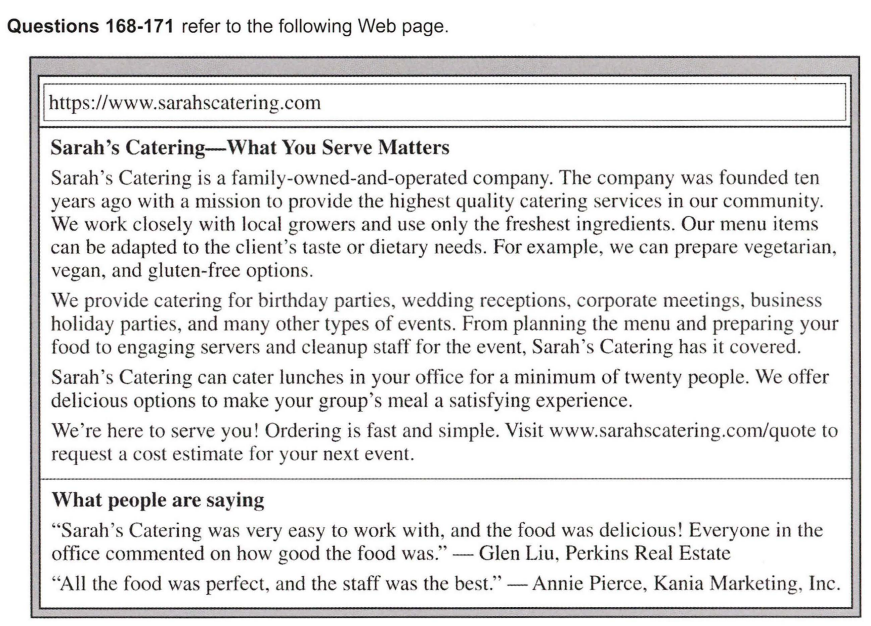 Questions 168-171 refer to the following Web page.
https://www.sarahscatering.com
Sarah's Catering—What You Serve Matters
Sarah's Catering is a family-owned-and-operated company. The company was founded ten
years ago with a mission to provide the highest quality catering services in our community.
We work closely with local growers and use only the freshest ingredients. Our menu items
can be adapted to the client's taste or dietary needs. For example, we can prepare vegetarian,
vegan, and gluten-free options.
We provide catering for birthday parties, wedding receptions, corporate meetings, business
holiday parties, and many other types of events. From planning the menu and preparing your
food to engaging servers and cleanup staff for the event, Sarah's Catering has it covered.
Sarah's Catering can cater lunches in your office for a minimum of twenty people. We offer
delicious options to make your group's meal a satisfying experience.
We're here to serve you! Ordering is fast and simple. Visit www.sarahscatering.com/quote to
request a cost estimate for your next event.
What people are saying
“Sarah's Catering was very easy to work with, and the food was delicious! Everyone in the
office commented on how good the food was.” — Glen Liu, Perkins Real Estate
“All the food was perfect, and the staff was the best.” — Annie Pierce, Kania Marketing, Inc.